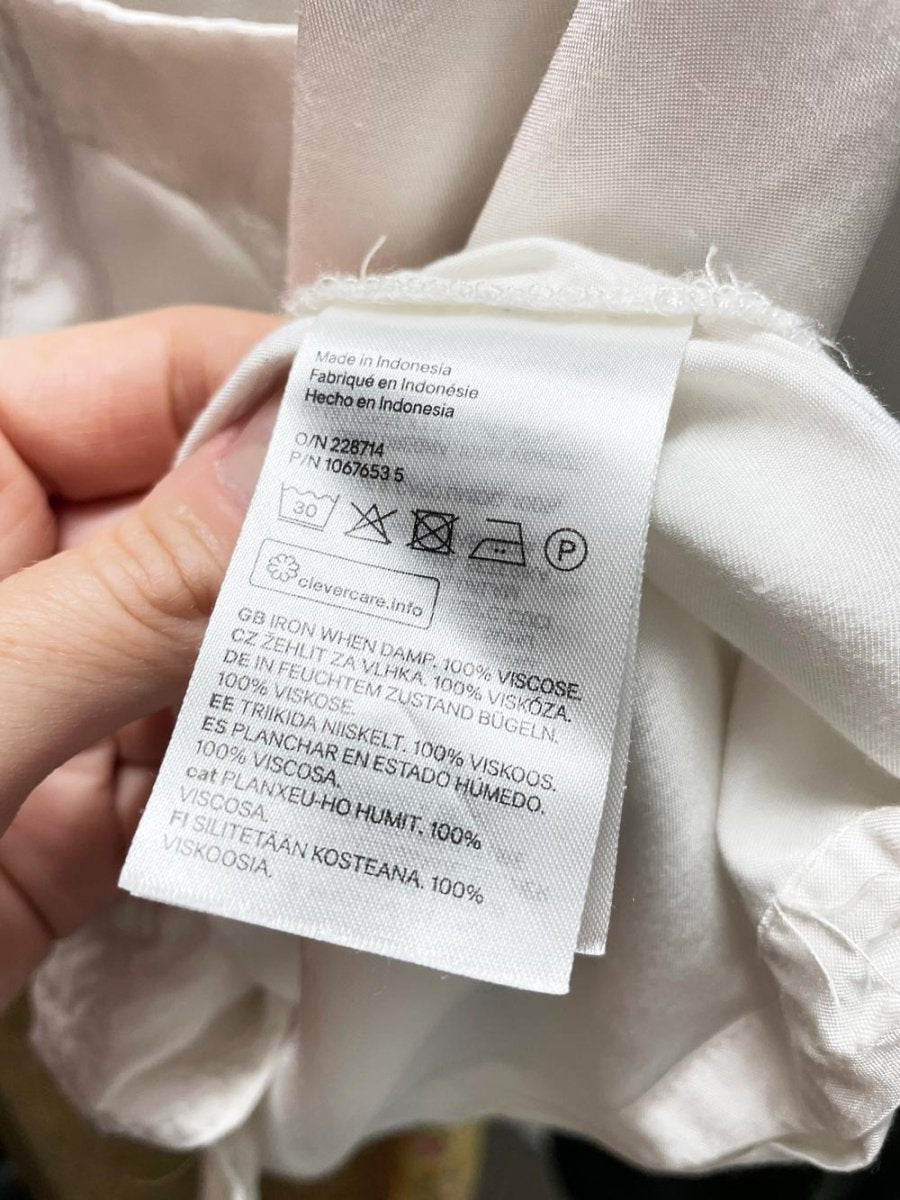 Made in Indonesia
Fabriqué en Indonésie
Hecho en Indonesia
O/N 228714
P/N 1067653 5
30
P
clevercare.info
GB IRON WHEN DAMP. 100% VISCOSE.
CZ ŽEHLIT ZA VLHKA. 100% VISKÓZA.
DE IN FEUCHTEM ZUSTAND BÜGELN.
100% VISKOSE.
EE TRIIKIDA NIISKELT. 100% VISKOOS.
ES PLANCHAR EN ESTADO HÚMEDO.
100% VISCOSA.
cat PLANXEU-HO HUMIT. 100%
VISCOSA.
FI SILITETÄÄN KOSTEANA. 100%
VISKOOSIA.